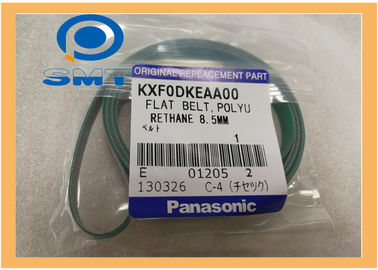 SMT
ORIGINAL REPLACEMENT PART
KXF0DKEAA00
FLAT BELT, POLYU
RETHANE 8.5MM
ベルト
1
E 01205 2
130326 C-4 (チセツク)
Panasonic